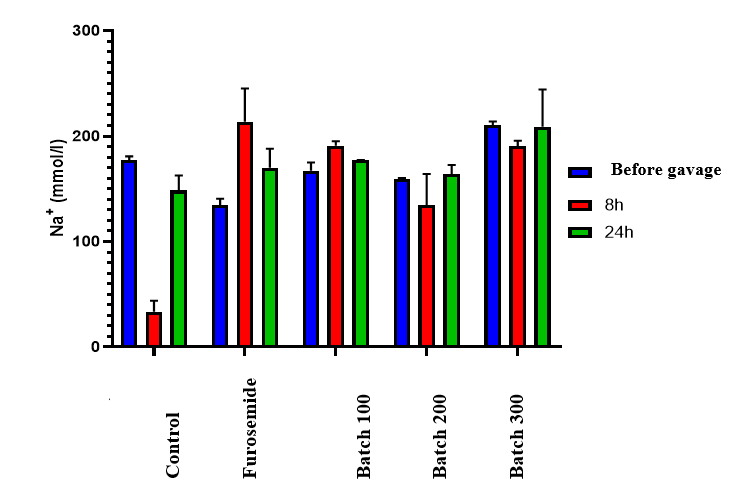 300
200
100
0
Na⁺ (mmol/l)
Control
Furosemide
Batch 100
Batch 200
Batch 300
Before gavage
8h
24h